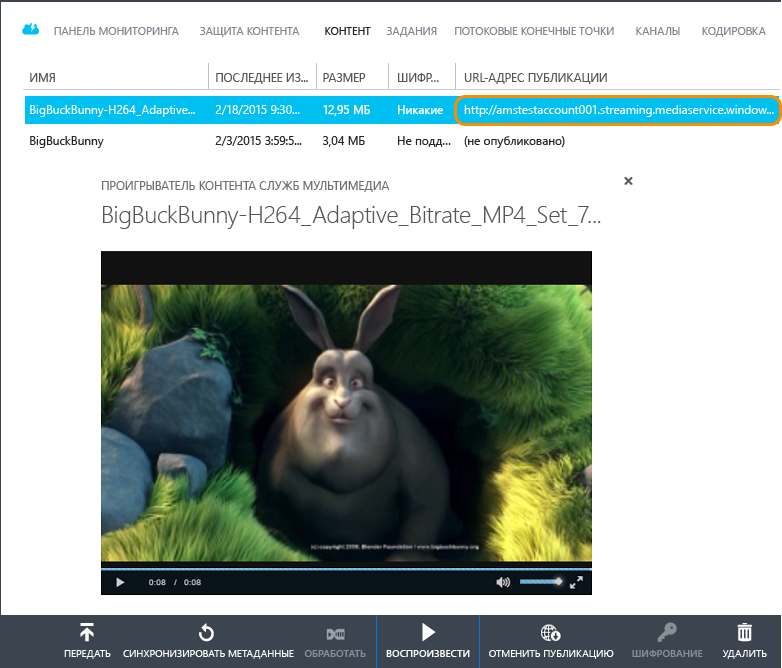 ПАНЕЛЬ МОНИТОРИНГА ЗАЩИТА КОНТЕНТА КОНТЕНТ ЗАДАНИЯ ПОТОКОВЫЕ КОНЕЧНЫЕ ТОЧКИ КАНАЛЫ КОДИРОВКА
ИМЯ ПОСЛЕДНЕЕ ИЗ... РАЗМЕР ШИФР... URL-АДРЕС ПУБЛИКАЦИИ
BigBuckBunny-H264_Adaptive... 2/18/2015 9:30... 12,95 МБ Никакие http://amstestaccount001.streaming.mediaservice.window...
BigBuckBunny 2/3/2015 3:59:5... 3,04 МБ Не подд... (не опубликовано)
ПРОИГРЫВАТЕЛЬ КОНТЕНТА СЛУЖБ МУЛЬТИМЕДИА
BigBuckBunny-H264_Adaptive_Bitrate_MP4_Set_7...
(c) copyright 2008, Blender Foundation / www.bigbuckbunny.org
0:08 / 0:08
ПЕРЕДАТЬ СИНХРОНИЗИРОВАТЬ МЕТАДАННЫЕ ОБРАБОТАТЬ ВОСПРОИЗВЕСТИ ОТМЕНИТЬ ПУБЛИКАЦИЮ ШИФРОВАНИЕ УДАЛИТЬ